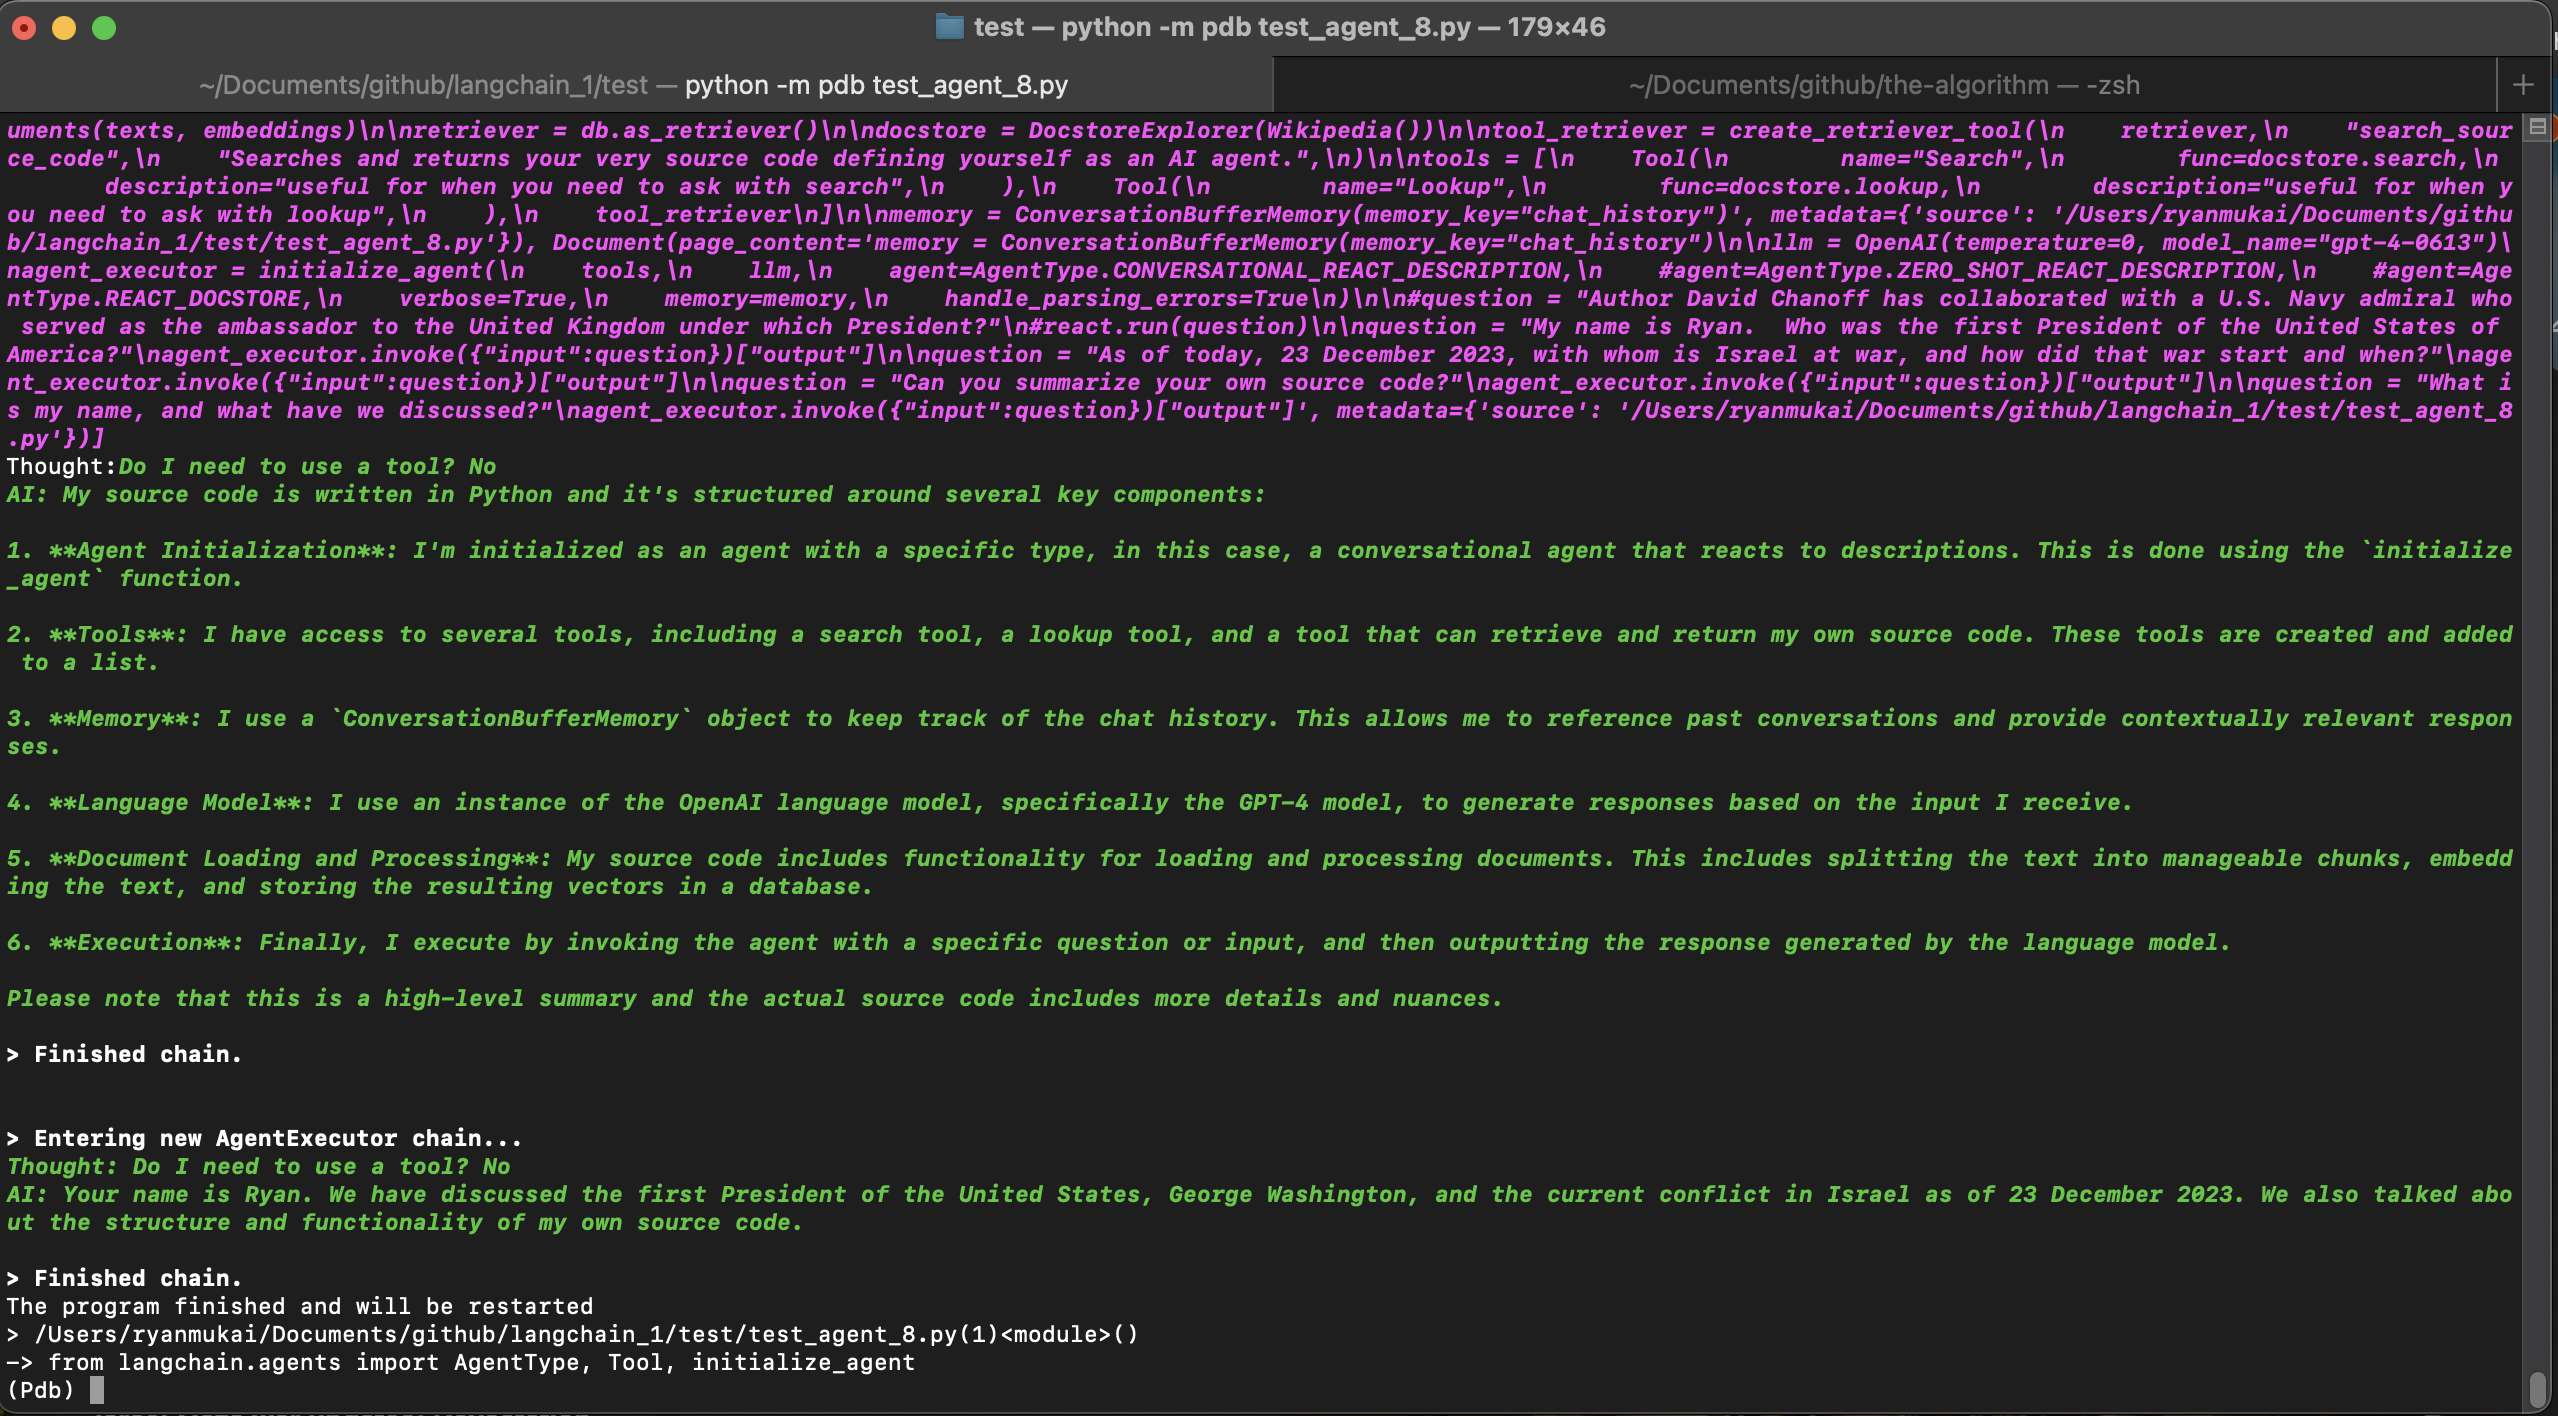 test — python -m pdb test_agent_8.py — 179×46
~/Documents/github/langchain_1/test — python -m pdb test_agent_8.py
~/Documents/github/the-algorithm — -zsh
uments(texts, embeddings)\n\nretriever = db.as_retriever()\n\ndocstore = DocstoreExplorer(Wikipedia())\n\ntool_retriever = create_retriever_tool(\n    retriever,\n    "search_sour
ce_code",\n    "Searches and returns your very source code defining yourself as an AI agent.",\n)\n\ntools = [\n    Tool(\n        name="Search",\n        func=docstore.search,\n
       description="useful for when you need to ask with search",\n    ),\n    Tool(\n        name="Lookup",\n        func=docstore.lookup,\n        description="useful for when y
ou need to ask with lookup",\n    ),\n    tool_retriever\n]\n\nmemory = ConversationBufferMemory(memory_key="chat_history")', metadata={'source': '/Users/ryanmukai/Documents/githu
b/langchain_1/test/test_agent_8.py'}), Document(page_content='memory = ConversationBufferMemory(memory_key="chat_history")\n\nllm = OpenAI(temperature=0, model_name="gpt-4-0613")\
nagent_executor = initialize_agent(\n    tools,\n    llm,\n    agent=AgentType.CONVERSATIONAL_REACT_DESCRIPTION,\n    #agent=AgentType.ZERO_SHOT_REACT_DESCRIPTION,\n    #agent=Age
ntType.REACT_DOCSTORE,\n    verbose=True,\n    memory=memory,\n    handle_parsing_errors=True\n)\n\n#question = "Author David Chanoff has collaborated with a U.S. Navy admiral who
 served as the ambassador to the United Kingdom under which President?"\n#react.run(question)\n\nquestion = "My name is Ryan.  Who was the first President of the United States of
America?"\nagent_executor.invoke({"input":question})["output"]\n\nquestion = "As of today, 23 December 2023, with whom is Israel at war, and how did that war start and when?"\nage
nt_executor.invoke({"input":question})["output"]\n\nquestion = "Can you summarize your own source code?"\nagent_executor.invoke({"input":question})["output"]\n\nquestion = "What i
s my name, and what have we discussed?"\nagent_executor.invoke({"input":question})["output"]', metadata={'source': '/Users/ryanmukai/Documents/github/langchain_1/test/test_agent_8
.py'})]
Thought:Do I need to use a tool? No
AI: My source code is written in Python and it's structured around several key components:
1. **Agent Initialization**: I'm initialized as an agent with a specific type, in this case, a conversational agent that reacts to descriptions. This is done using the `initialize
_agent` function.
2. **Tools**: I have access to several tools, including a search tool, a lookup tool, and a tool that can retrieve and return my own source code. These tools are created and added
 to a list.
3. **Memory**: I use a `ConversationBufferMemory` object to keep track of the chat history. This allows me to reference past conversations and provide contextually relevant respon
ses.
4. **Language Model**: I use an instance of the OpenAI language model, specifically the GPT-4 model, to generate responses based on the input I receive.
5. **Document Loading and Processing**: My source code includes functionality for loading and processing documents. This includes splitting the text into manageable chunks, embedd
ing the text, and storing the resulting vectors in a database.
6. **Execution**: Finally, I execute by invoking the agent with a specific question or input, and then outputting the response generated by the language model.
Please note that this is a high-level summary and the actual source code includes more details and nuances.
> Finished chain.
> Entering new AgentExecutor chain...
Thought: Do I need to use a tool? No
AI: Your name is Ryan. We have discussed the first President of the United States, George Washington, and the current conflict in Israel as of 23 December 2023. We also talked abo
ut the structure and functionality of my own source code.
> Finished chain.
The program finished and will be restarted
> /Users/ryanmukai/Documents/github/langchain_1/test/test_agent_8.py(1)<module>()
-> from langchain.agents import AgentType, Tool, initialize_agent
(Pdb)